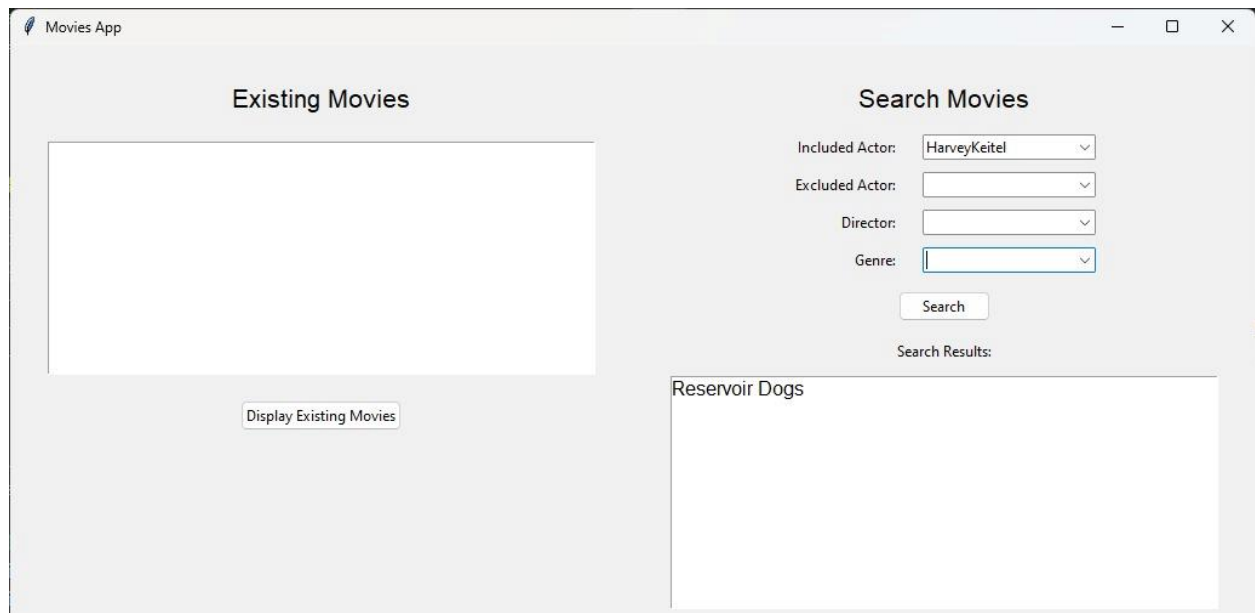 Movies App
Existing Movies
Display Existing Movies
Search Movies
Included Actor: HarveyKeitel
Excluded Actor:
Director:
Genre:
Search
Search Results:
Reservoir Dogs